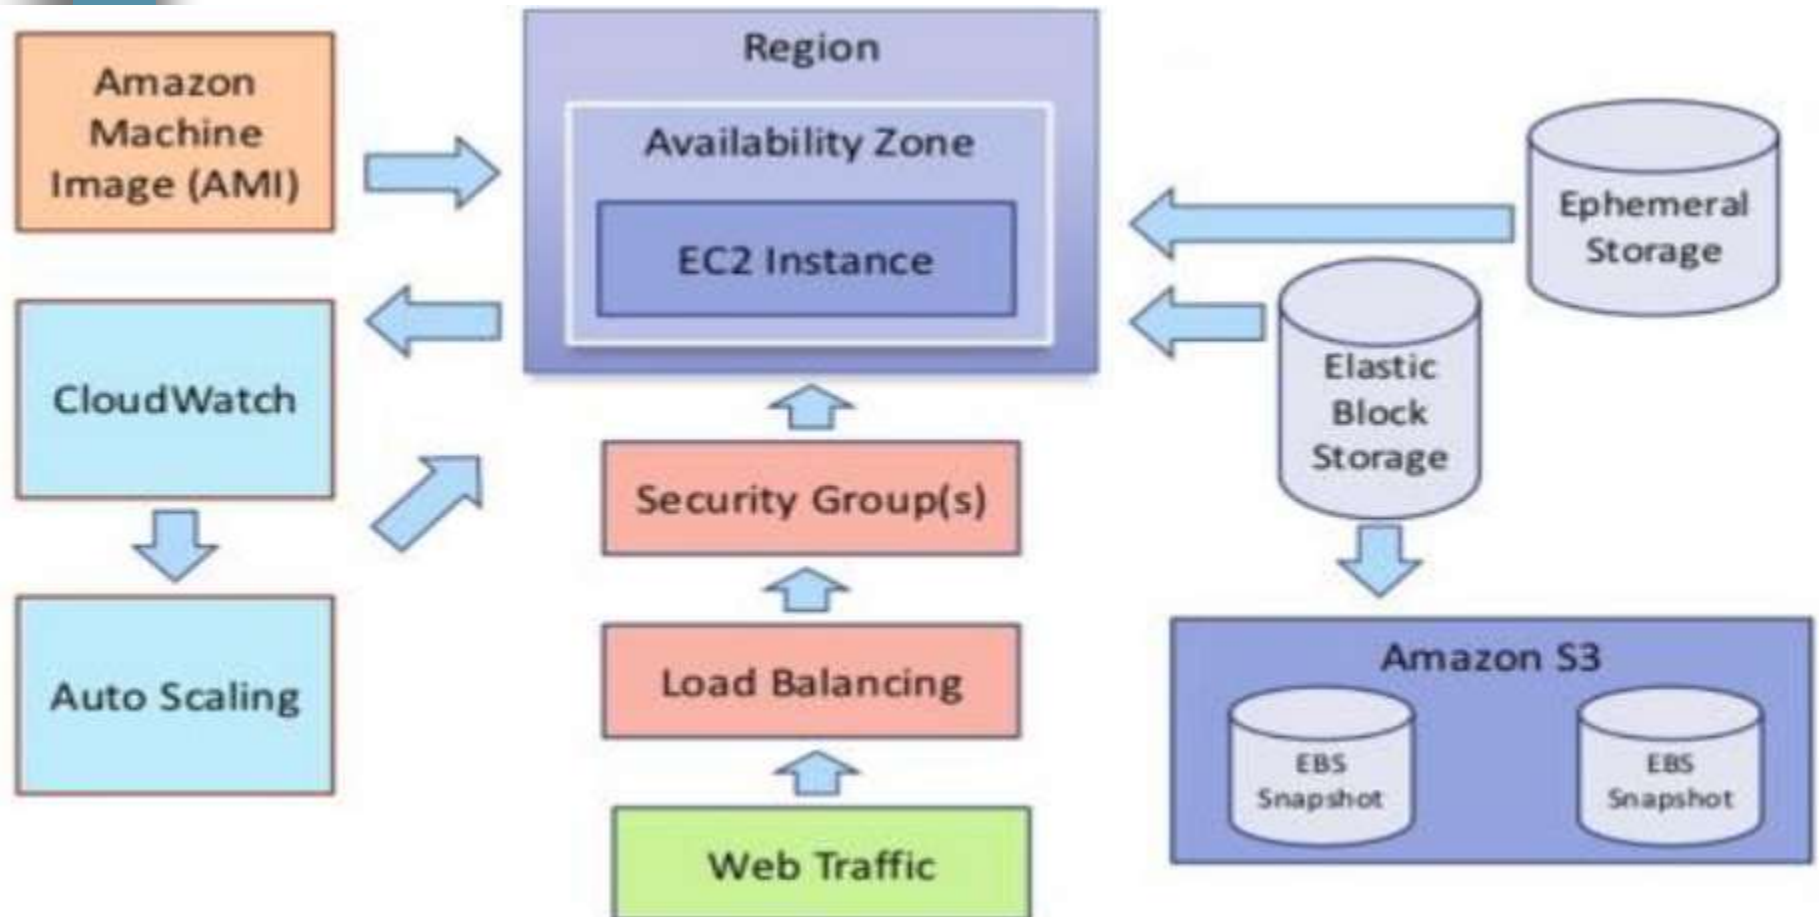 Amazon
Machine
Image (AMI)
Region
Availability Zone
EC2 Instance
Ephemeral
Storage
CloudWatch
Elastic
Block
Storage
Security Group(s)
Auto Scaling
Load Balancing
Amazon S3
EBS
Snapshot
EBS
Snapshot
Web Traffic